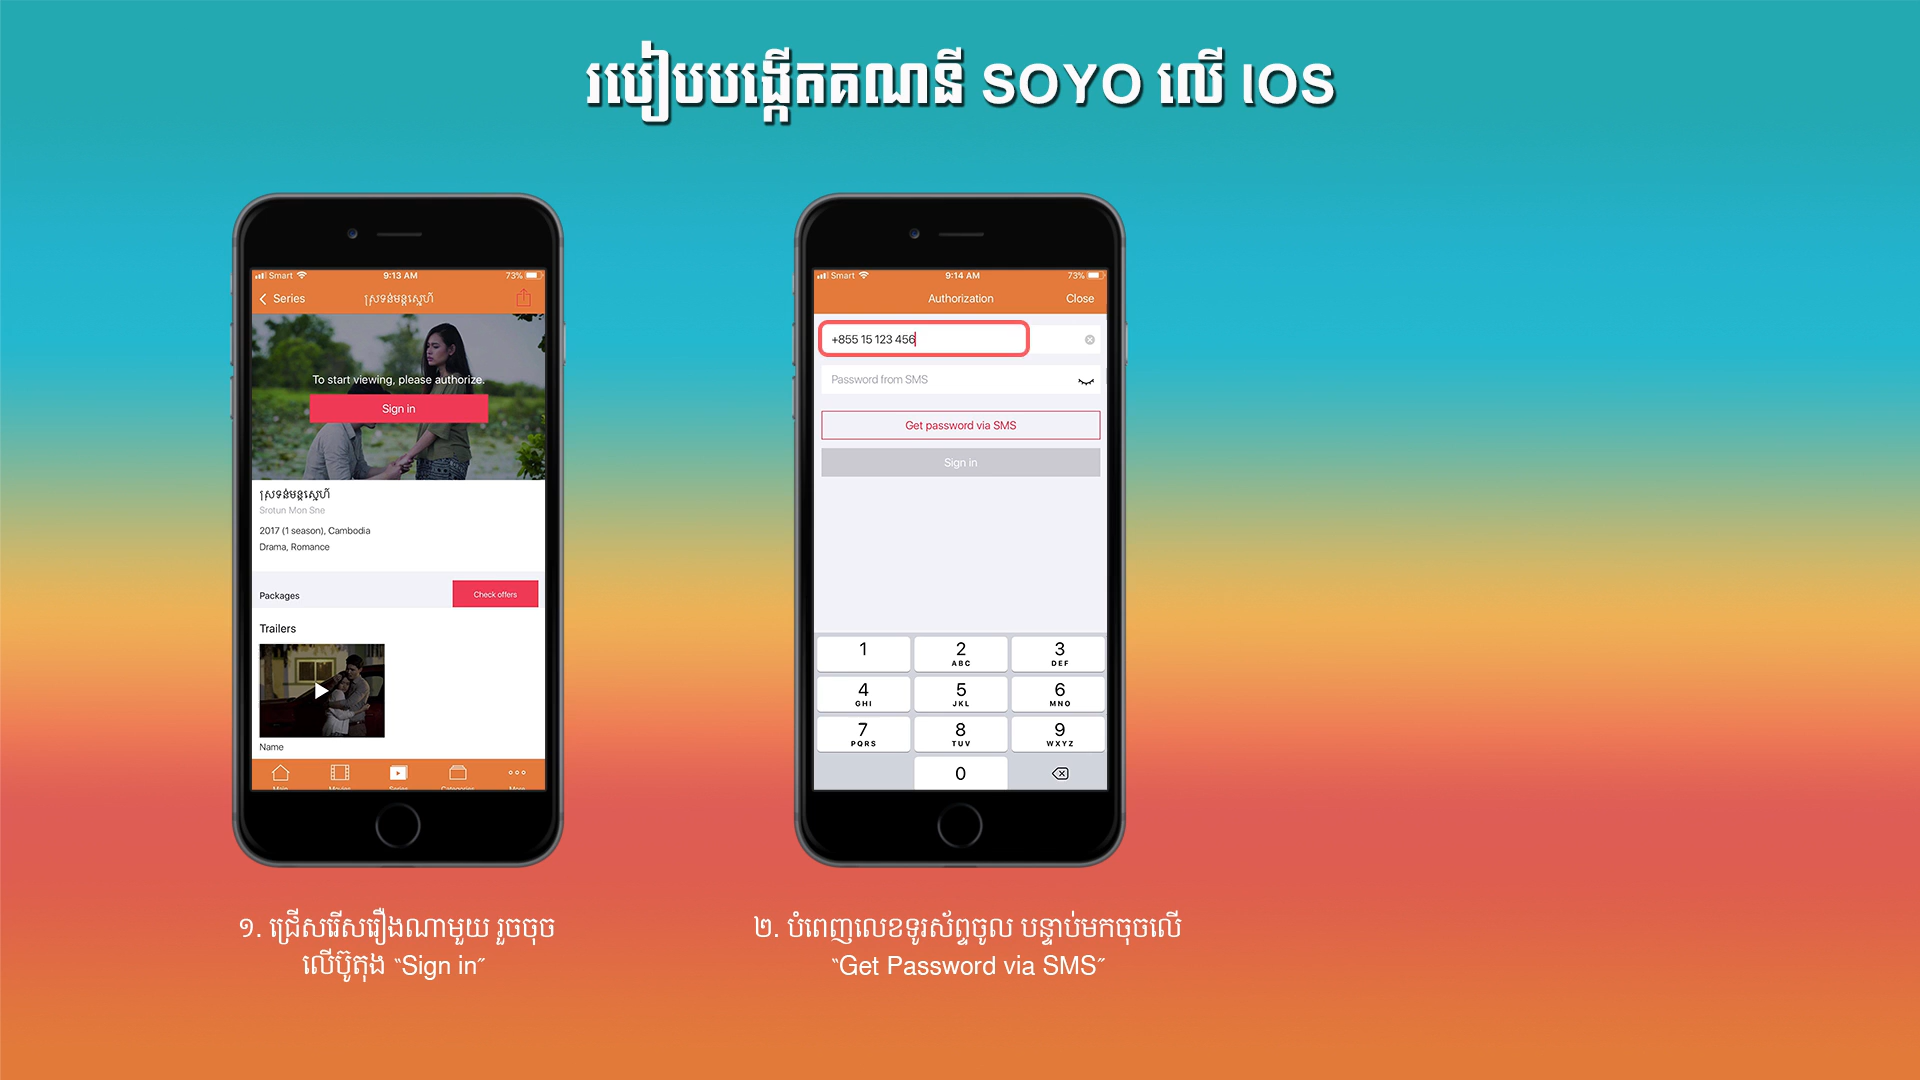 របៀបបង្កើតគណនី SOYO លើ IOS
Smart
9:13 AM
73%
Series
ស្រទន់មន្តស្នេហ៍
To start viewing, please authorize.
Sign in
ស្រទន់មន្តស្នេហ៍
Srotun Mon Sne
2017 (1 season), Cambodia
Drama, Romance
Packages
Check offers
Trailers
Name
Main
Movies
Series
Categories
More
១. ជ្រើសរើសរឿងណាមួយ រួចចុច
លើប៊ូតុង “Sign in”
Smart
9:14 AM
73%
Authorization
Close
+855 15 123 456
Password from SMS
Get password via SMS
Sign in
1
2 ABC
3 DEF
4 GHI
5 JKL
6 MNO
7 PQRS
8 TUV
9 WXYZ
0
២. បំពេញលេខទូរស័ព្ទចូល បន្ទាប់មកចុចលើ
“Get Password via SMS”